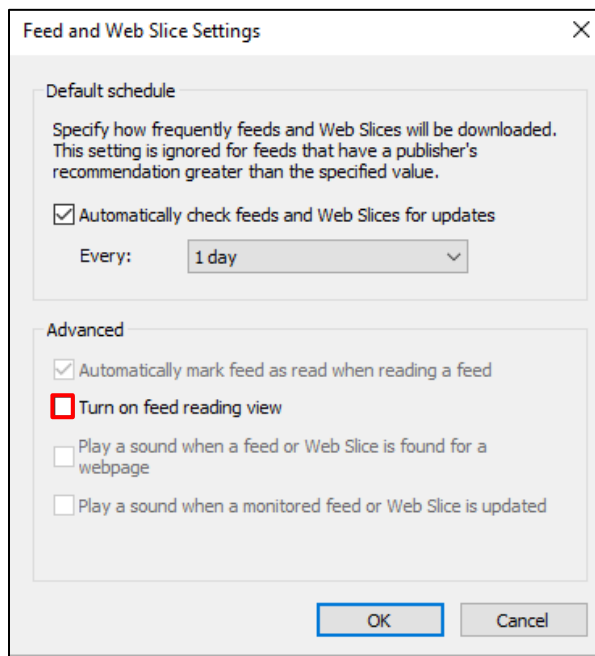 Feed and Web Slice Settings
Default schedule
Specify how frequently feeds and Web Slices will be downloaded.
This setting is ignored for feeds that have a publisher's
recommendation greater than the specified value.
Automatically check feeds and Web Slices for updates
Every: 1 day
Advanced
Automatically mark feed as read when reading a feed
Turn on feed reading view
Play a sound when a feed or Web Slice is found for a
webpage
Play a sound when a monitored feed or Web Slice is updated
OK Cancel